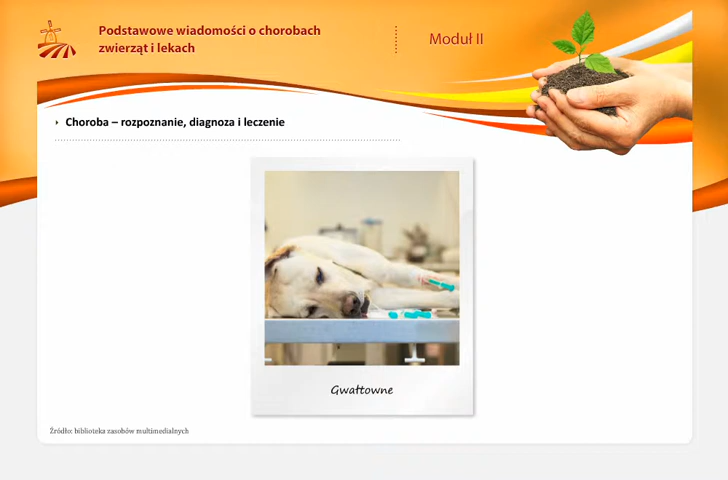 Podstawowe wiadomości o chorobach
zwierząt i lekach
Moduł II
Choroba – rozpoznanie, diagnoza i leczenie
Gwałtowne
Źródło: biblioteka zasobów multimedialnych